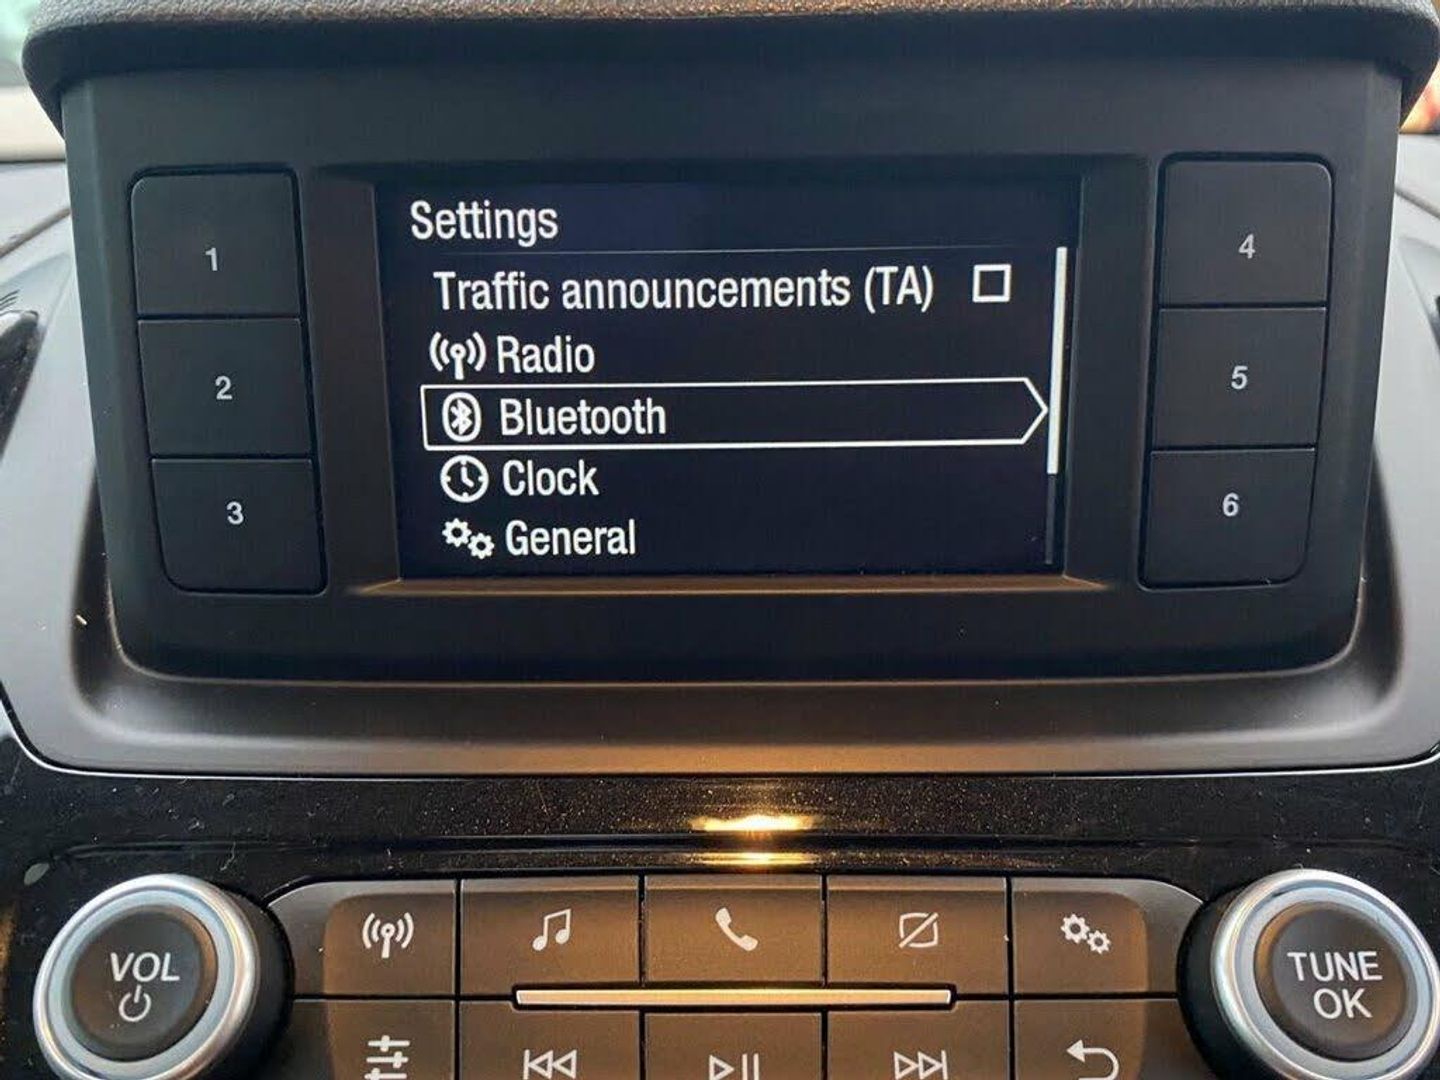 Settings
Traffic announcements (TA)
Radio
Bluetooth
Clock
General
1
2
3
4
5
6
VOL
TUNE
OK